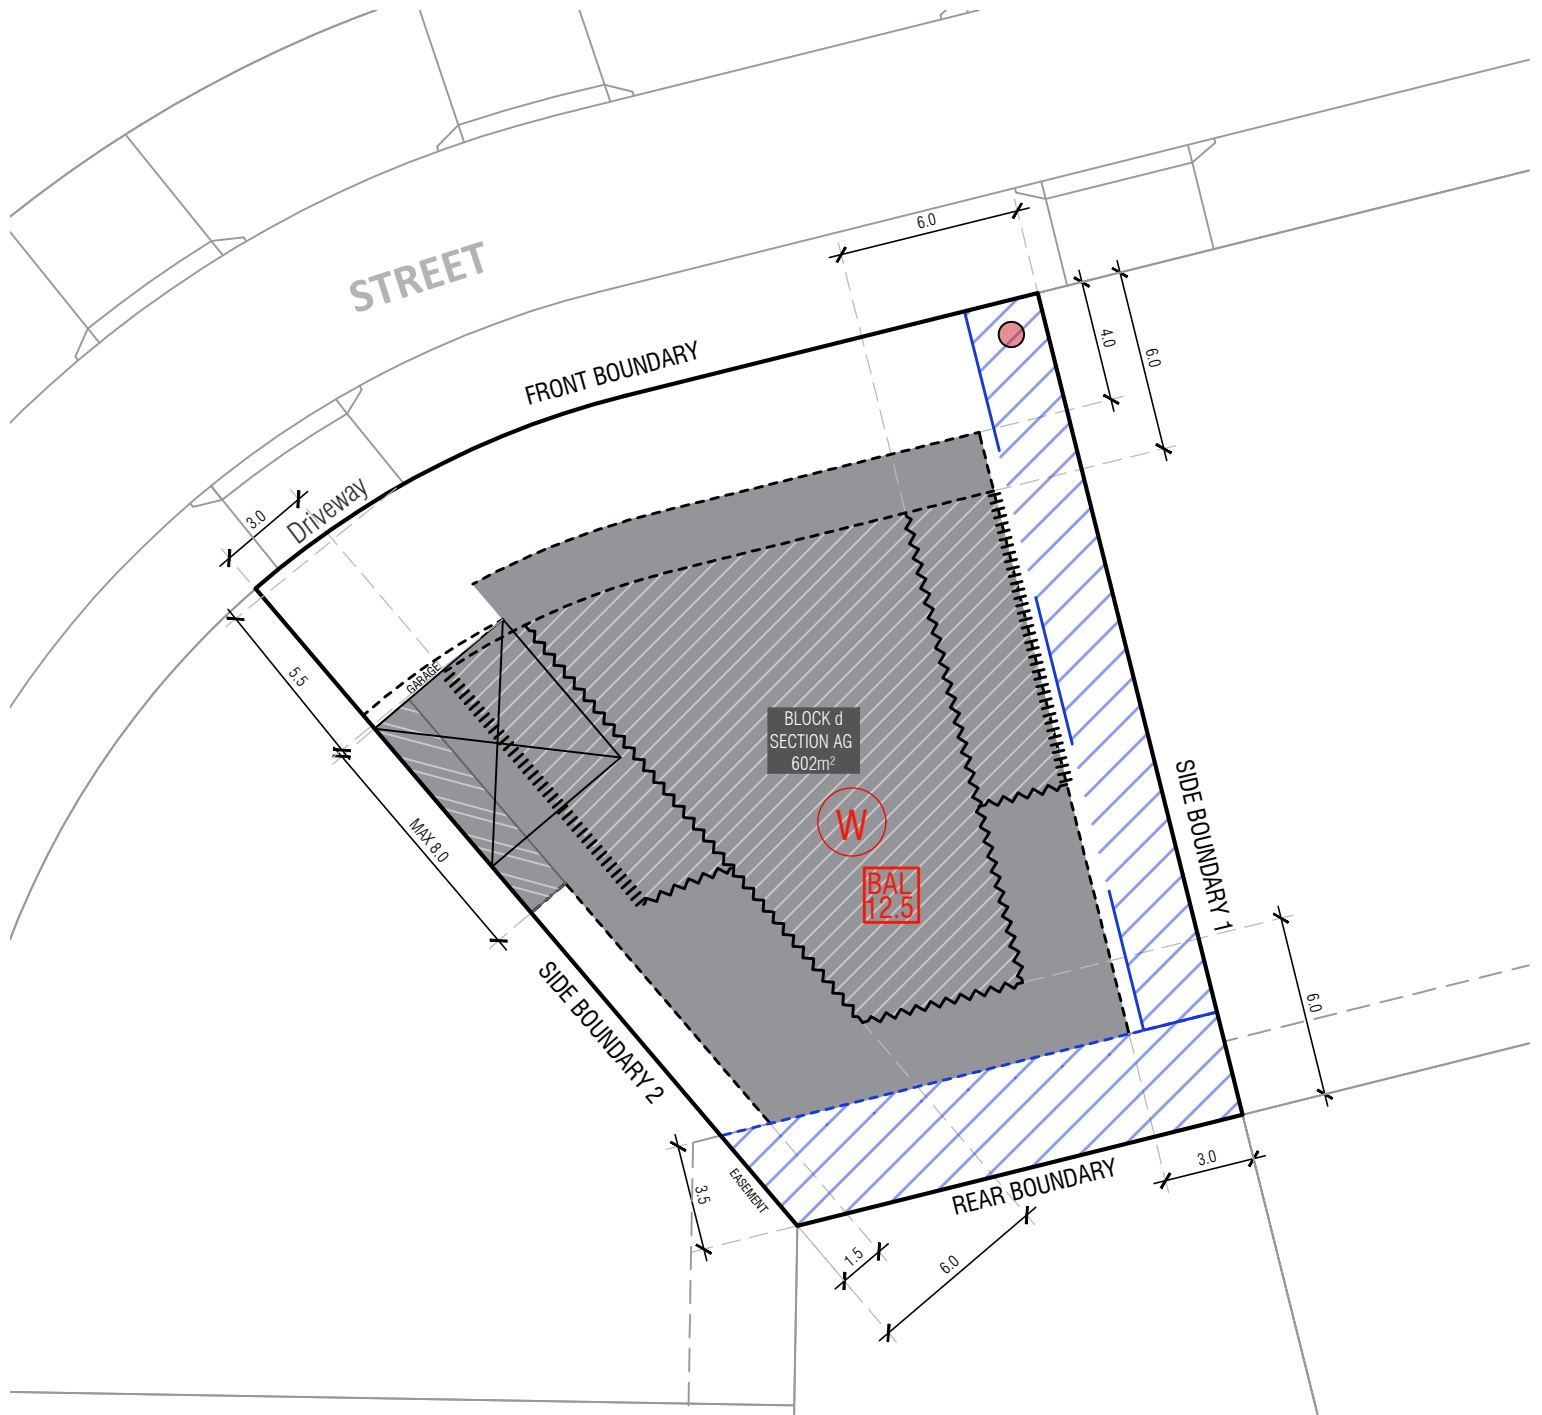 6.0
STREET
4.0
6.0
FRONT BOUNDARY
Driveway
3.0
GARAGE
5.5
BLOCK d
SECTION AG
602m²
W
BAL
12.5
MAX 8.0
SIDE BOUNDARY 1
SIDE BOUNDARY 2
6.0
EASEMENT
3.5
REAR BOUNDARY
3.0
1.5
6.0